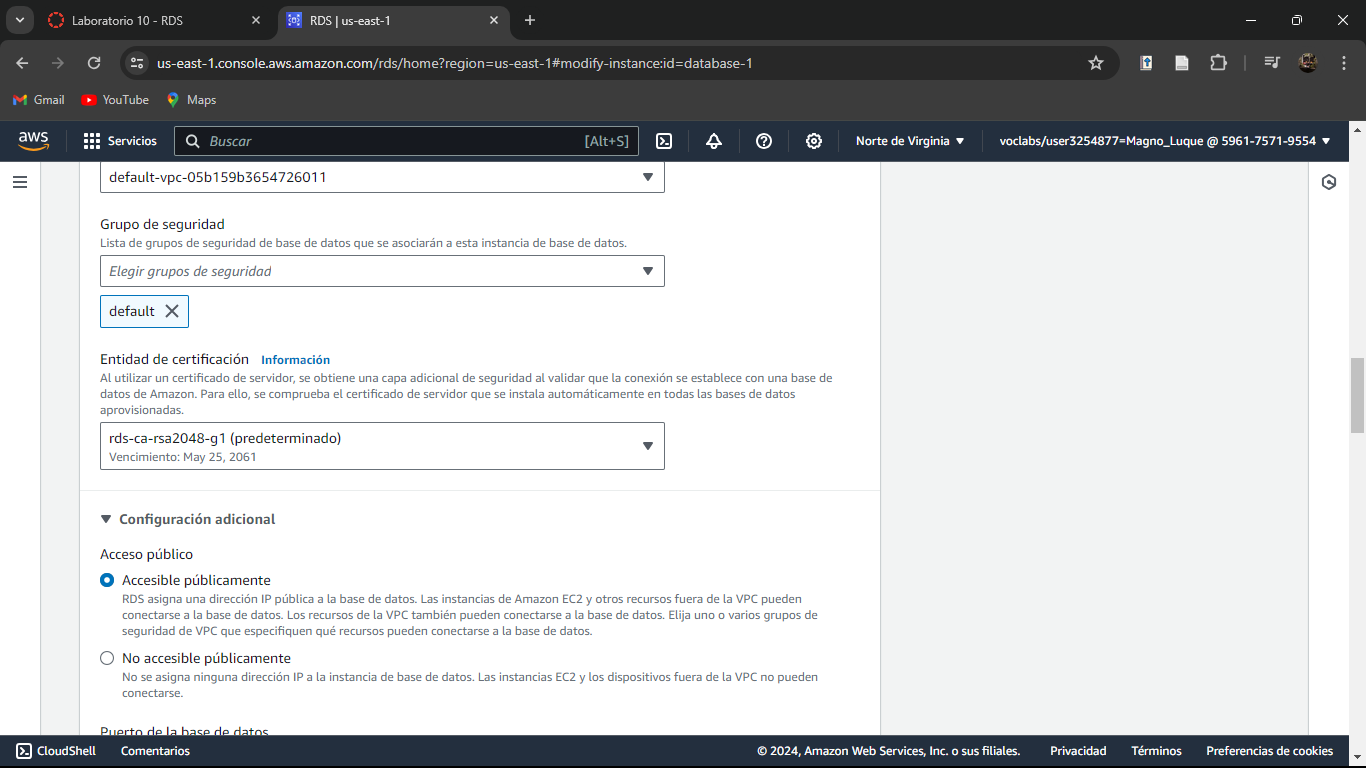 Laboratorio 10 - RDS
RDS | us-east-1
us-east-1.console.aws.amazon.com/rds/home?region=us-east-1#modify-instance:id=database-1
Gmail
YouTube
Maps
aws
Servicios
Buscar
[Alt+S]
Norte de Virginia
voclabs/user3254877=Magno_Luque @ 5961-7571-9554
default-vpc-05b159b3654726011
Grupo de seguridad
Lista de grupos de seguridad de base de datos que se asociarán a esta instancia de base de datos.
Elegir grupos de seguridad
default
Entidad de certificación Información
Al utilizar un certificado de servidor, se obtiene una capa adicional de seguridad al validar que la conexión se establece con una base de
datos de Amazon. Para ello, se comprueba el certificado de servidor que se instala automáticamente en todas las bases de datos
aprovisionadas.
rds-ca-rsa2048-g1 (predeterminado)
Vencimiento: May 25, 2061
Configuración adicional
Acceso público
Accesible públicamente
RDS asigna una dirección IP pública a la base de datos. Las instancias de Amazon EC2 y otros recursos fuera de la VPC pueden
conectarse a la base de datos. Los recursos de la VPC también pueden conectarse a la base de datos. Elija uno o varios grupos de
seguridad de VPC que especifiquen qué recursos pueden conectarse a la base de datos.
No accesible públicamente
No se asigna ninguna dirección IP a la instancia de base de datos. Las instancias EC2 y los dispositivos fuera de la VPC no pueden
conectarse.
Puerto de la base de datos
CloudShell
Comentarios
© 2024, Amazon Web Services, Inc. o sus filiales.
Privacidad
Términos
Preferencias de cookies